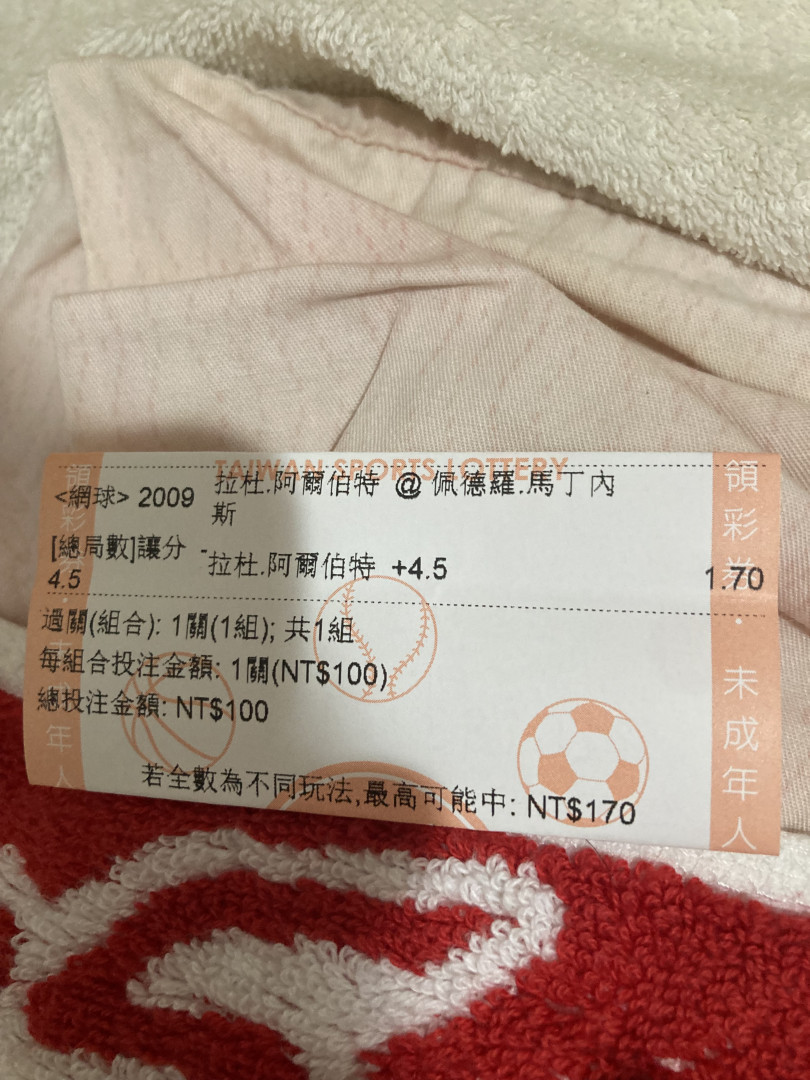 TAIWAN SPORTS LOTTERY
<網球> 2009 拉杜.阿爾伯特 @ 佩德羅.馬丁內
斯
[總局數]讓分 - 拉杜.阿爾伯特 +4.5 1.70
4.5
過關(組合): 1關(1組); 共1組
每組合投注金額: 1關(NT$100)
總投注金額: NT$100
若全數為不同玩法,最高可能中: NT$170
領彩券・未成年人
領彩
年人